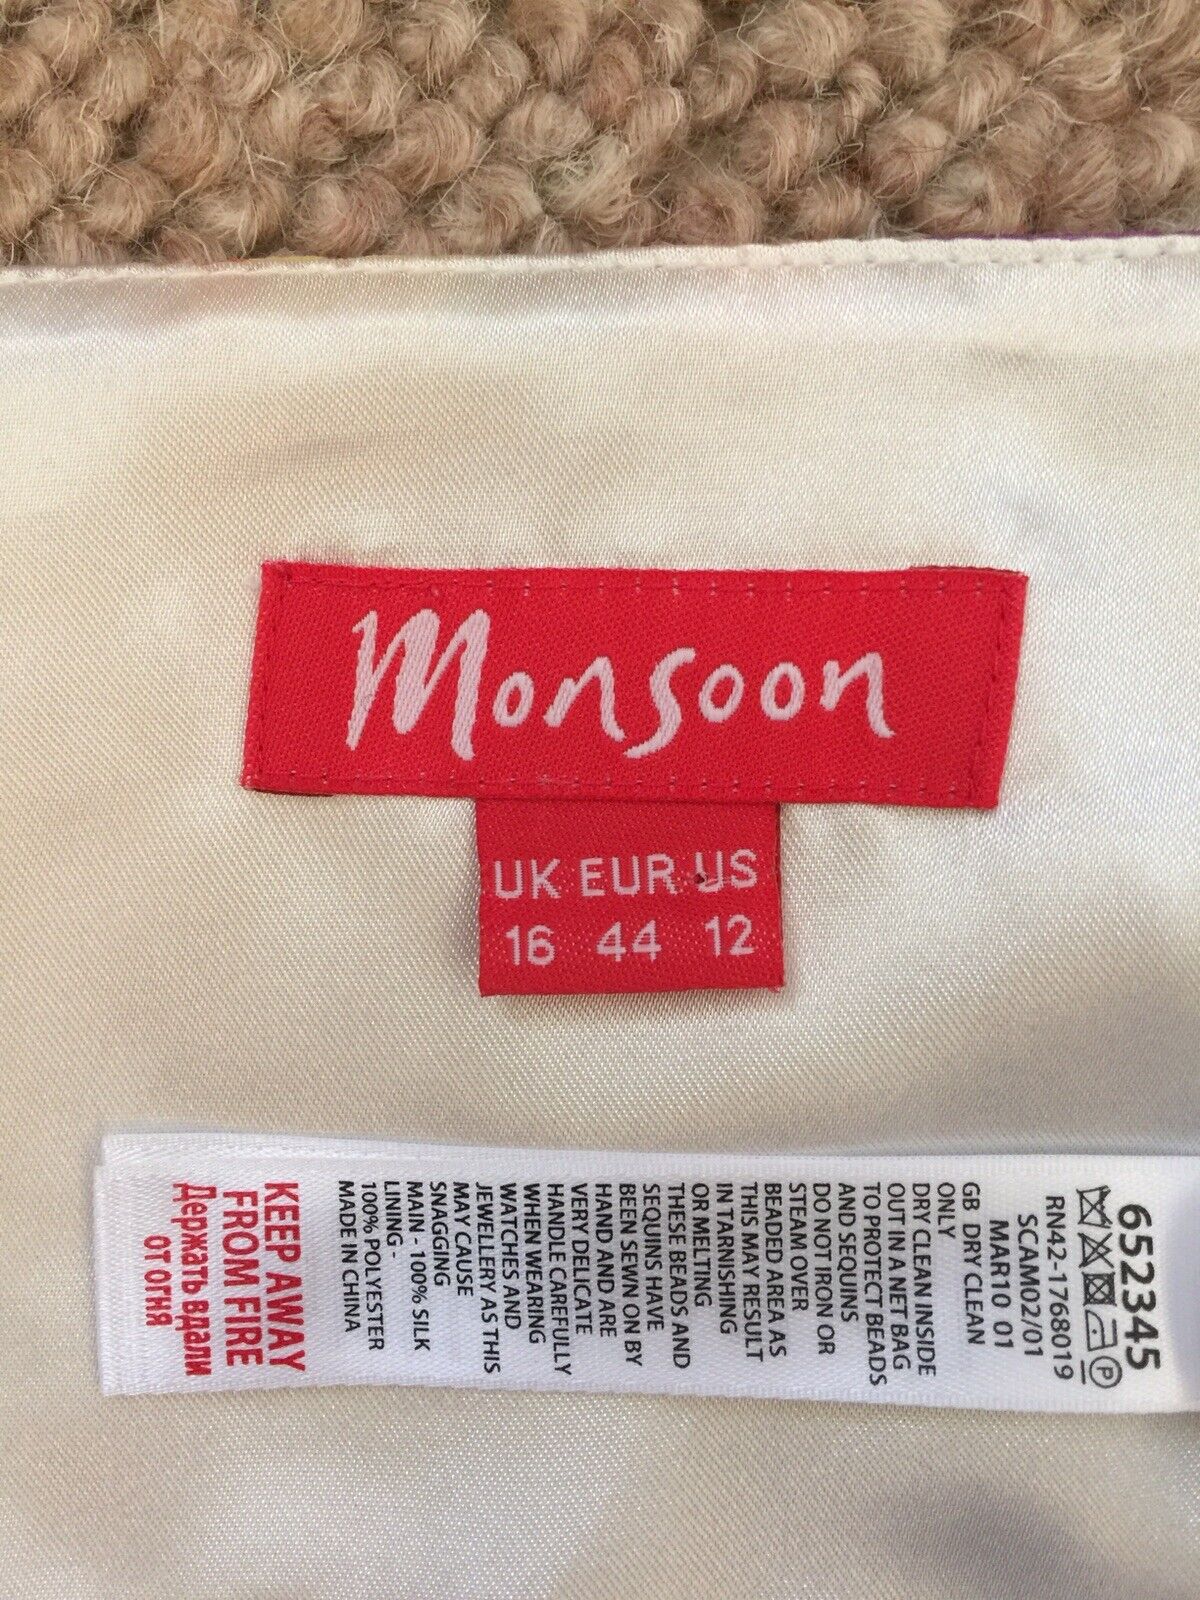 Monsoon
UK EUR US
16 44 12
652345
RN42-1768019
SCAM02/01
MAR10 01
GB DRY CLEAN
ONLY
DRY CLEAN INSIDE
OUT IN A NET BAG
TO PROTECT BEADS
AND SEQUINS
DO NOT IRON OR
STEAM OVER
BEADED AREA AS
THIS MAY RESULT
IN TARNISHING
OR MELTING
THESE BEADS AND
SEQUINS HAVE
BEEN SEWN ON BY
HAND AND ARE
VERY DELICATE
HANDLE CAREFULLY
WHEN WEARING
WATCHES AND
JEWELLERY AS THIS
MAY CAUSE
SNAGGING
MAIN - 100% SILK
LINING -
100% POLYESTER
MADE IN CHINA
KEEP AWAY
FROM FIRE
Держать вдали
от огня